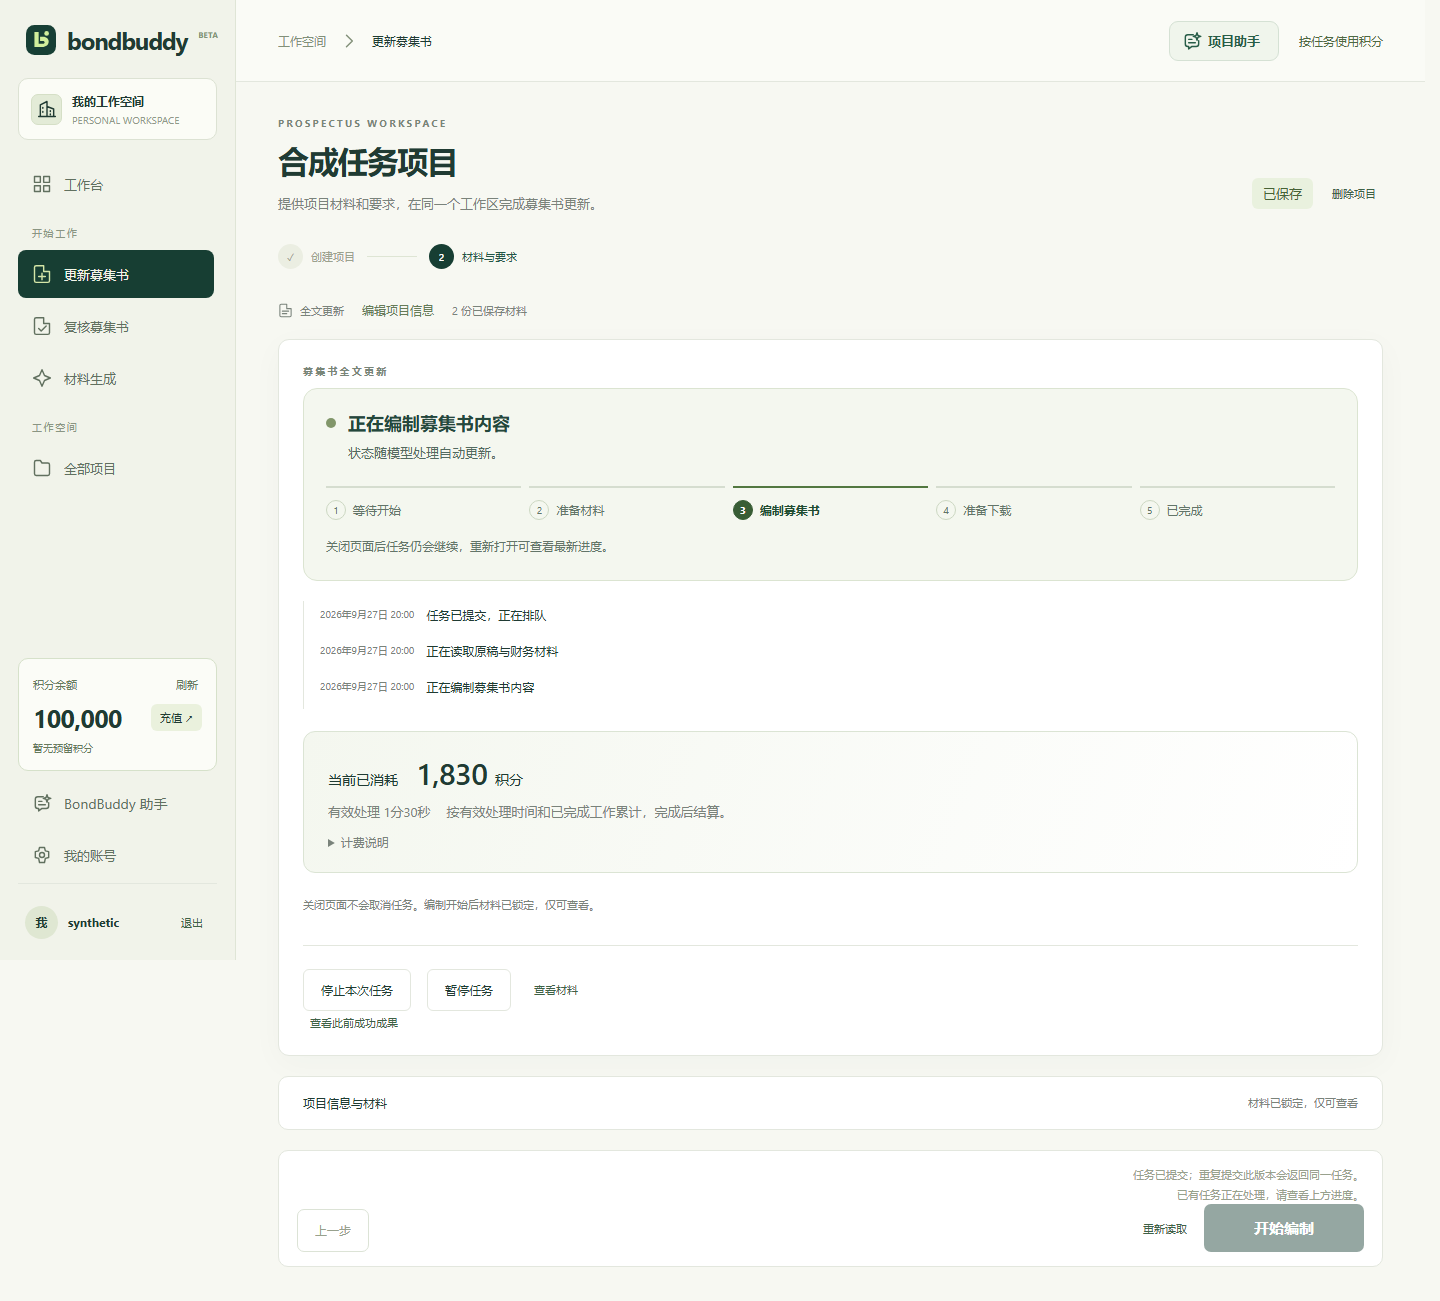 bondbuddy BETA
我的工作空间
PERSONAL WORKSPACE
工作台
开始工作
更新募集书
复核募集书
材料生成
工作空间
全部项目
积分余额 刷新
100,000 充值 ↗
暂无预留积分
BondBuddy 助手
我的账号
我 synthetic 退出
工作空间 > 更新募集书
项目助手 按任务使用积分
PROSPECTUS WORKSPACE
合成任务项目
提供项目材料和要求，在同一个工作区完成募集书更新。
已保存 删除项目
✓ 创建项目 2 材料与要求
全文更新 编辑项目信息 2 份已保存材料
募集书全文更新
正在编制募集书内容
状态随模型处理自动更新。
1 等待开始 2 准备材料 3 编制募集书 4 准备下载 5 已完成
关闭页面后任务仍会继续，重新打开可查看最新进度。
2026年9月27日 20:00 任务已提交，正在排队
2026年9月27日 20:00 正在读取原稿与财务材料
2026年9月27日 20:00 正在编制募集书内容
当前已消耗 1,830 积分
有效处理 1分30秒 按有效处理时间和已完成工作累计，完成后结算。
▶ 计费说明
关闭页面不会取消任务。编制开始后材料已锁定，仅可查看。
停止本次任务 暂停任务 查看材料
查看此前成功成果
项目信息与材料 材料已锁定，仅可查看
任务已提交；重复提交此版本会返回同一任务。
已有任务正在处理，请查看上方进度。
上一步 重新读取 开始编制